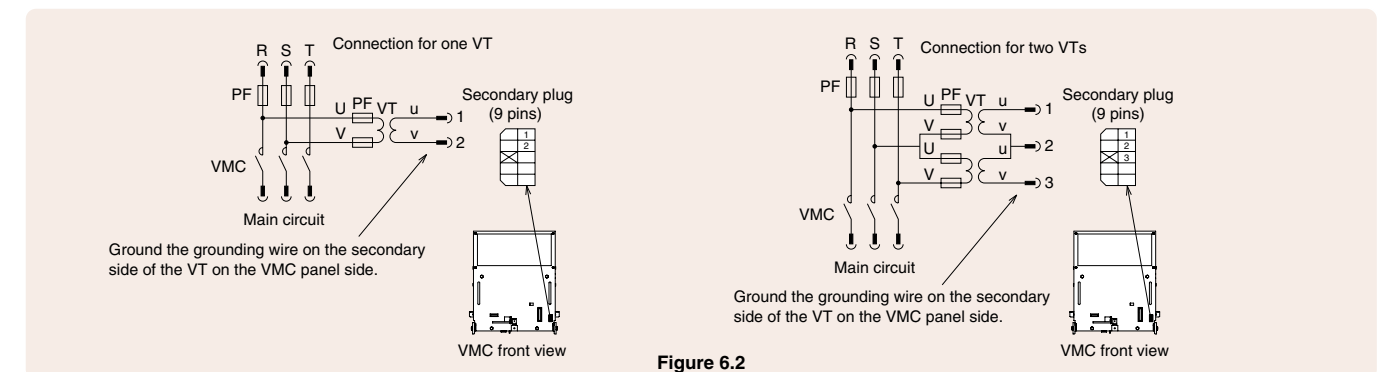 Connection for one VT
R S T
PF
U PF VT u 1
V v 2
VMC
Main circuit
Secondary plug
(9 pins)
1
2
Ground the grounding wire on the secondary
side of the VT on the VMC panel side.
VMC front view
Connection for two VTs
R S T
PF
U PF VT u 1
V v
U u 2
V v 3
VMC
Main circuit
Secondary plug
(9 pins)
1
2
3
Ground the grounding wire on the secondary
side of the VT on the VMC panel side.
VMC front view
Figure 6.2